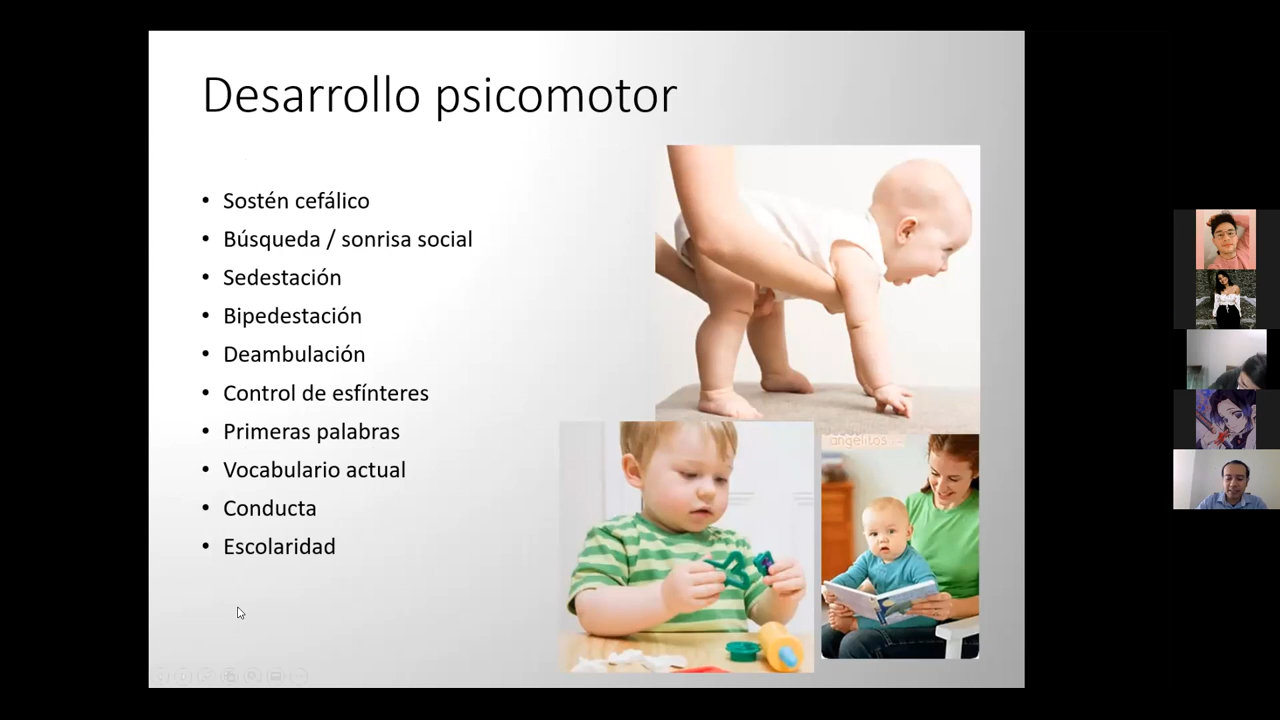 Desarrollo psicomotor
• Sostén cefálico
• Búsqueda / sonrisa social
• Sedestación
• Bipedestación
• Deambulación
• Control de esfínteres
• Primeras palabras
• Vocabulario actual
• Conducta
• Escolaridad
angelitos